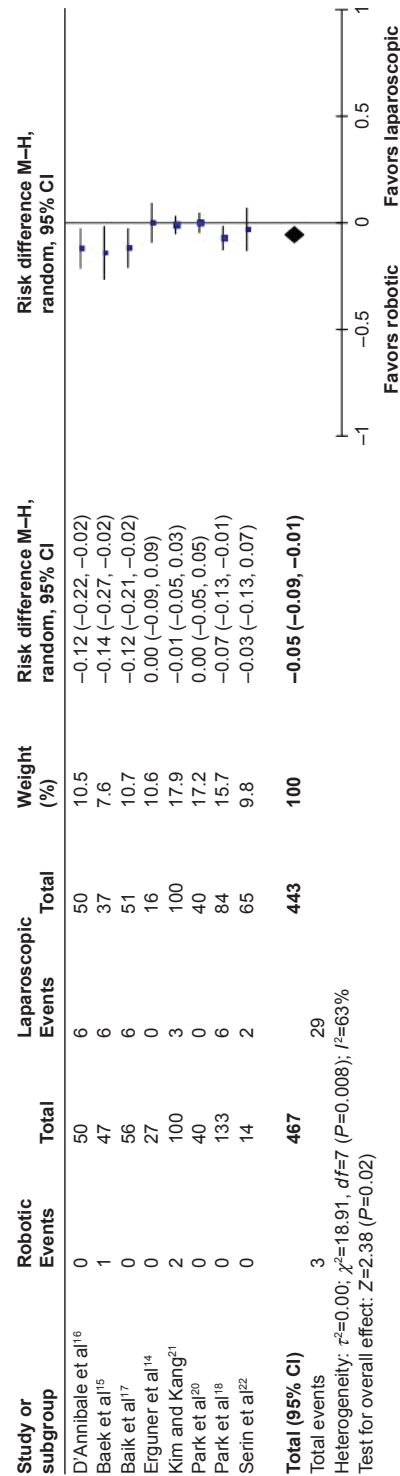 Study or subgroup	Robotic Events	Total	Laparoscopic Events	Total	Weight (%)	Risk difference M–H, random, 95% CI	Risk difference M–H, random, 95% CI
D'Annibale et al16	0	50	6	50	10.5	−0.12 (−0.22, −0.02)
Baek et al15	1	47	6	37	7.6	−0.14 (−0.27, −0.02)
Baik et al17	0	56	6	51	10.7	−0.12 (−0.21, −0.02)
Erguner et al14	0	27	0	16	10.6	0.00 (−0.09, 0.09)
Kim and Kang21	2	100	3	100	17.9	−0.01 (−0.05, 0.03)
Park et al20	0	40	0	40	17.2	0.00 (−0.05, 0.05)
Park et al18	0	133	6	84	15.7	−0.07 (−0.13, −0.01)
Serin et al22	0	14	2	65	9.8	−0.03 (−0.13, 0.07)
Total (95% CI)	467	443	100	−0.05 (−0.09, −0.01)
Total events	3	29
Heterogeneity: τ²=0.00; χ²=18.91, df=7 (P=0.008); I²=63%
Test for overall effect: Z=2.38 (P=0.02)
−1	−0.5	0	0.5	1
Favors robotic	Favors laparoscopic